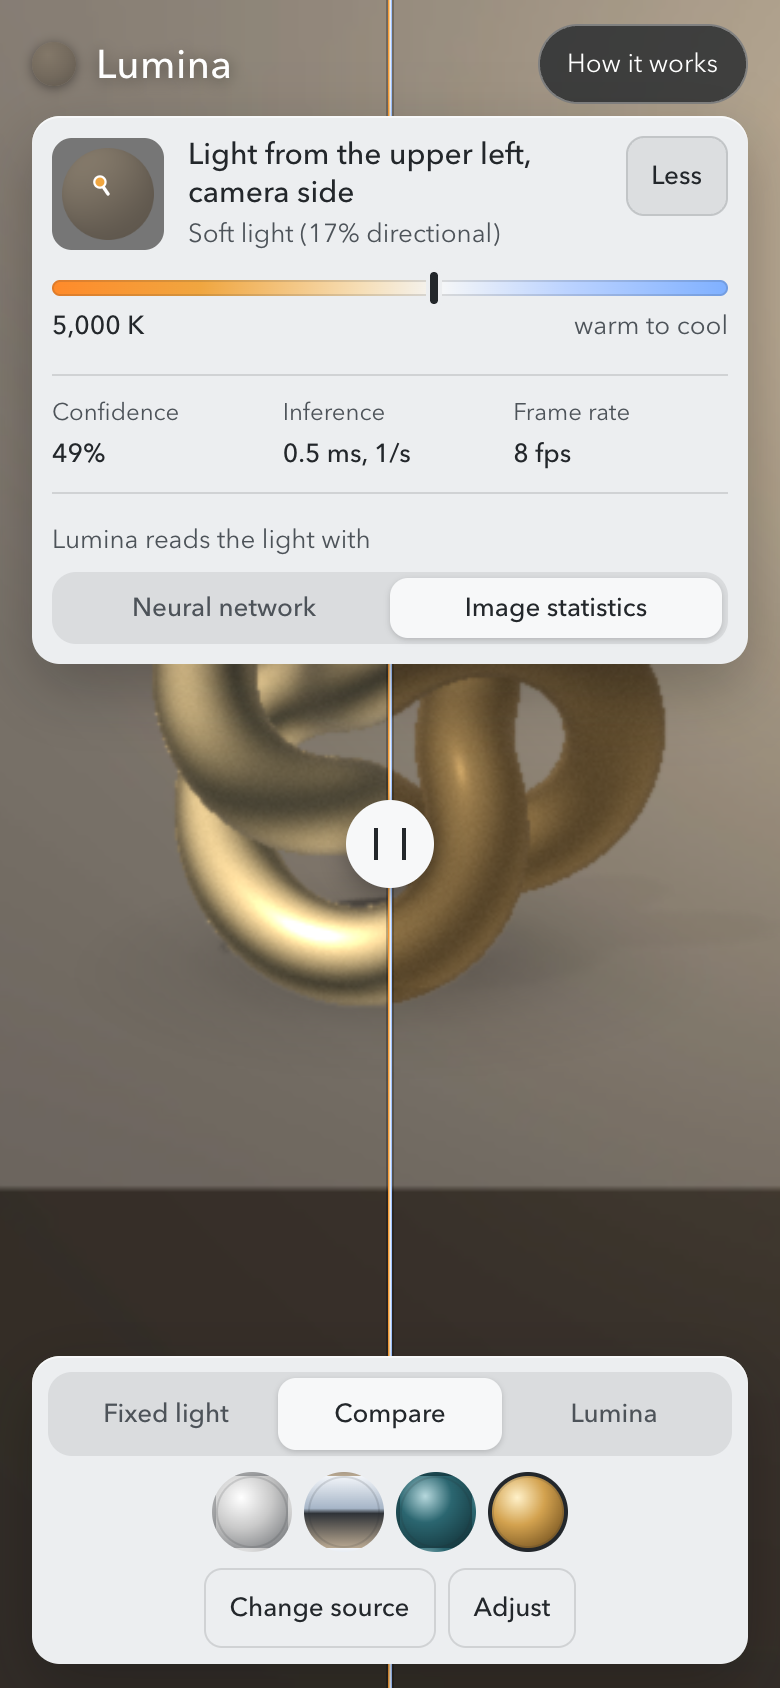 Lumina
How it works
Light from the upper left,
camera side
Less
Soft light (17% directional)
5,000 K
warm to cool
Confidence
Inference
Frame rate
49%
0.5 ms, 1/s
8 fps
Lumina reads the light with
Neural network
Image statistics
Fixed light
Compare
Lumina
Change source
Adjust